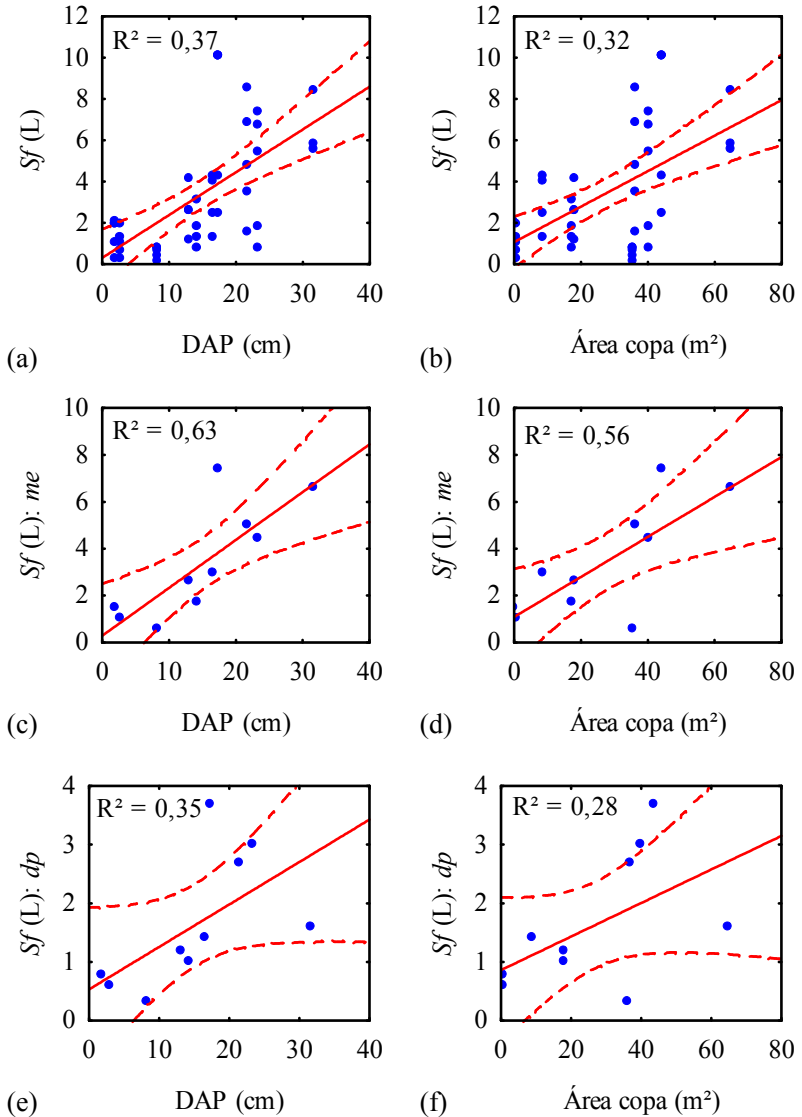 R² = 0,37
12
10
8
6
4
2
0
Sf (L)
0 10 20 30 40
DAP (cm)
(a)
R² = 0,32
12
10
8
6
4
2
0
Sf (L)
0 20 40 60 80
Área copa (m²)
(b)
R² = 0,63
10
8
6
4
2
0
Sf (L): me
0 10 20 30 40
DAP (cm)
(c)
R² = 0,56
10
8
6
4
2
0
Sf (L): me
0 20 40 60 80
Área copa (m²)
(d)
R² = 0,35
4
3
2
1
0
Sf (L): dp
0 10 20 30 40
DAP (cm)
(e)
R² = 0,28
4
3
2
1
0
Sf (L): dp
0 20 40 60 80
Área copa (m²)
(f)